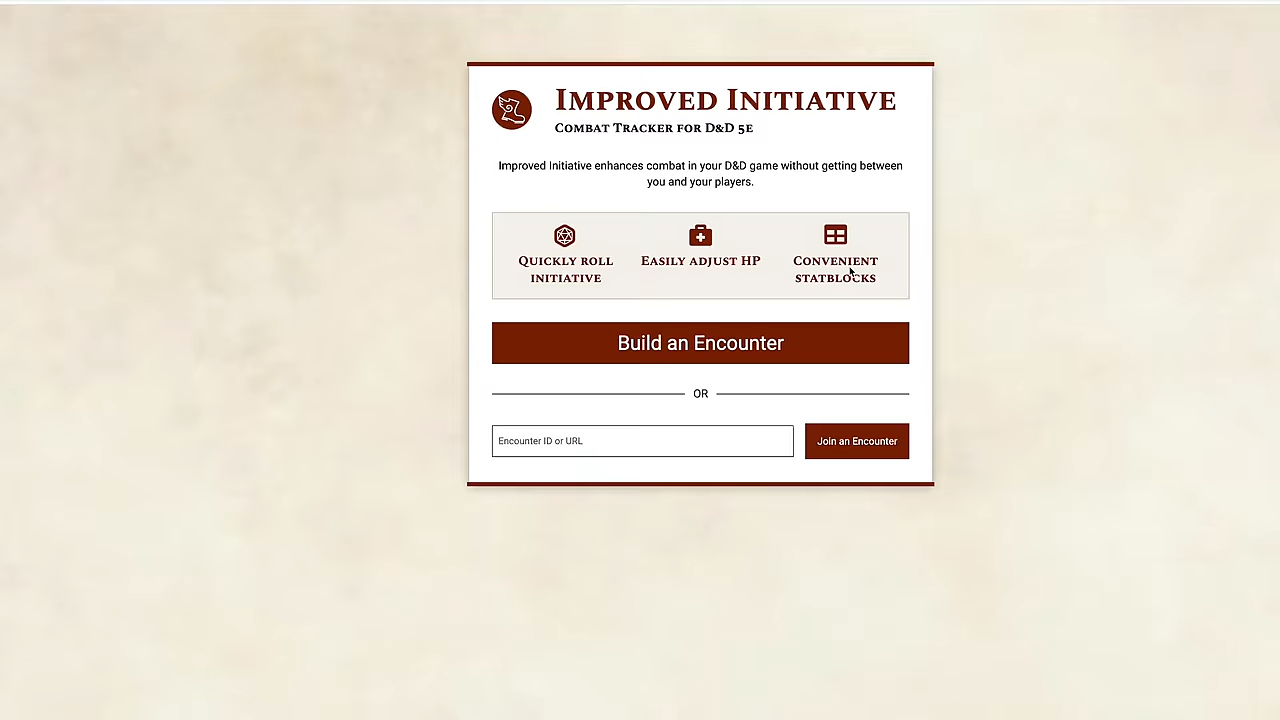 Improved Initiative
Combat Tracker for D&D 5e
Improved Initiative enhances combat in your D&D game without getting between
you and your players.
Quickly roll
initiative
Easily adjust HP
Convenient
statblocks
Build an Encounter
OR
Encounter ID or URL
Join an Encounter